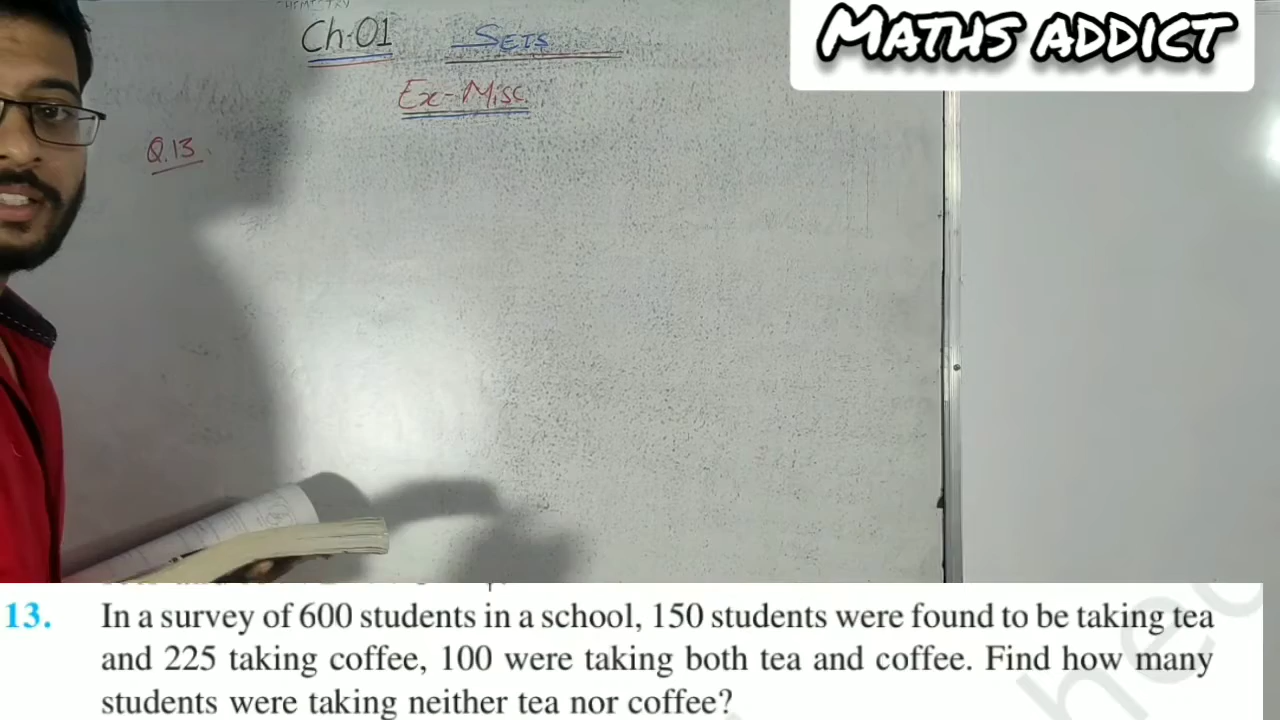 MATHS ADDICT
Ch.01 SETS
Ex-Misc.
Q.13.
13. In a survey of 600 students in a school, 150 students were found to be taking tea
and 225 taking coffee, 100 were taking both tea and coffee. Find how many
students were taking neither tea nor coffee?